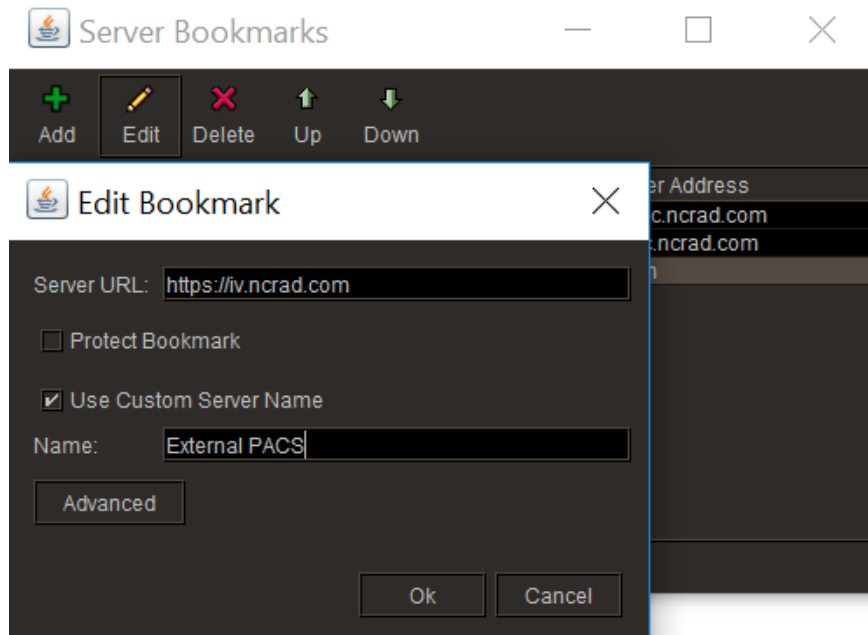 Server Bookmarks
Add Edit Delete Up Down
er Address
c.ncrad.com
.ncrad.com
Edit Bookmark
Server URL: https://iv.ncrad.com
Protect Bookmark
Use Custom Server Name
Name: External PACS
Advanced
Ok Cancel